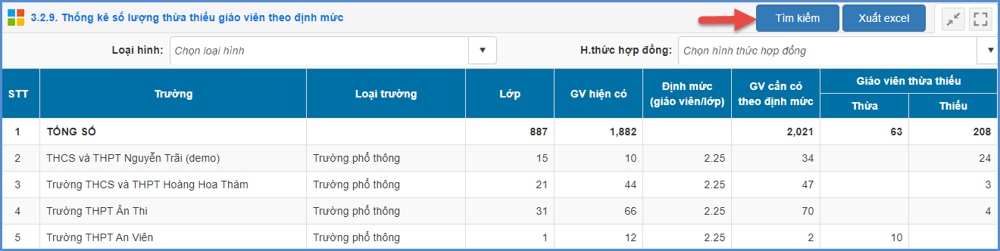 3.2.9. Thống kê số lượng thừa thiếu giáo viên theo định mức
Tìm kiếm
Xuất excel
Loại hình: Chọn loại hình
H.thức hợp đồng: Chọn hình thức hợp đồng
STT Trường Loại trường Lớp GV hiện có Định mức (giáo viên/lớp) GV cần có theo định mức Giáo viên thừa thiếu
Thừa Thiếu
1 TỔNG SỐ 887 1,882 2,021 63 208
2 THCS và THPT Nguyễn Trãi (demo) Trường phổ thông 15 10 2.25 34 24
3 Trường THCS và THPT Hoàng Hoa Thám Trường phổ thông 21 44 2.25 47 3
4 Trường THPT Ân Thi Trường phổ thông 31 66 2.25 70 4
5 Trường THPT An Viên Trường phổ thông 1 12 2.25 2 10